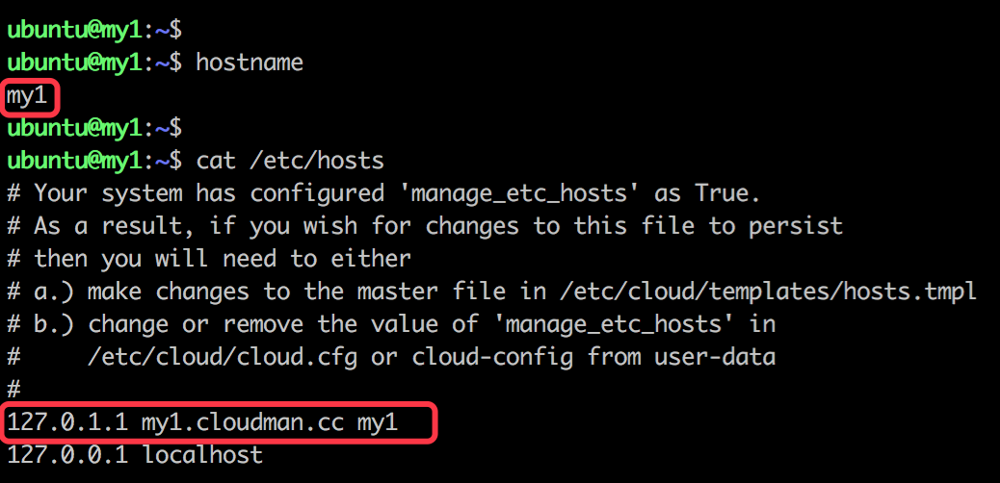 ubuntu@my1:~$
ubuntu@my1:~$ hostname
my1
ubuntu@my1:~$
ubuntu@my1:~$ cat /etc/hosts
# Your system has configured 'manage_etc_hosts' as True.
# As a result, if you wish for changes to this file to persist
# then you will need to either
# a.) make changes to the master file in /etc/cloud/templates/hosts.tmpl
# b.) change or remove the value of 'manage_etc_hosts' in
#     /etc/cloud/cloud.cfg or cloud-config from user-data
#
127.0.1.1 my1.cloudman.cc my1
127.0.0.1 localhost